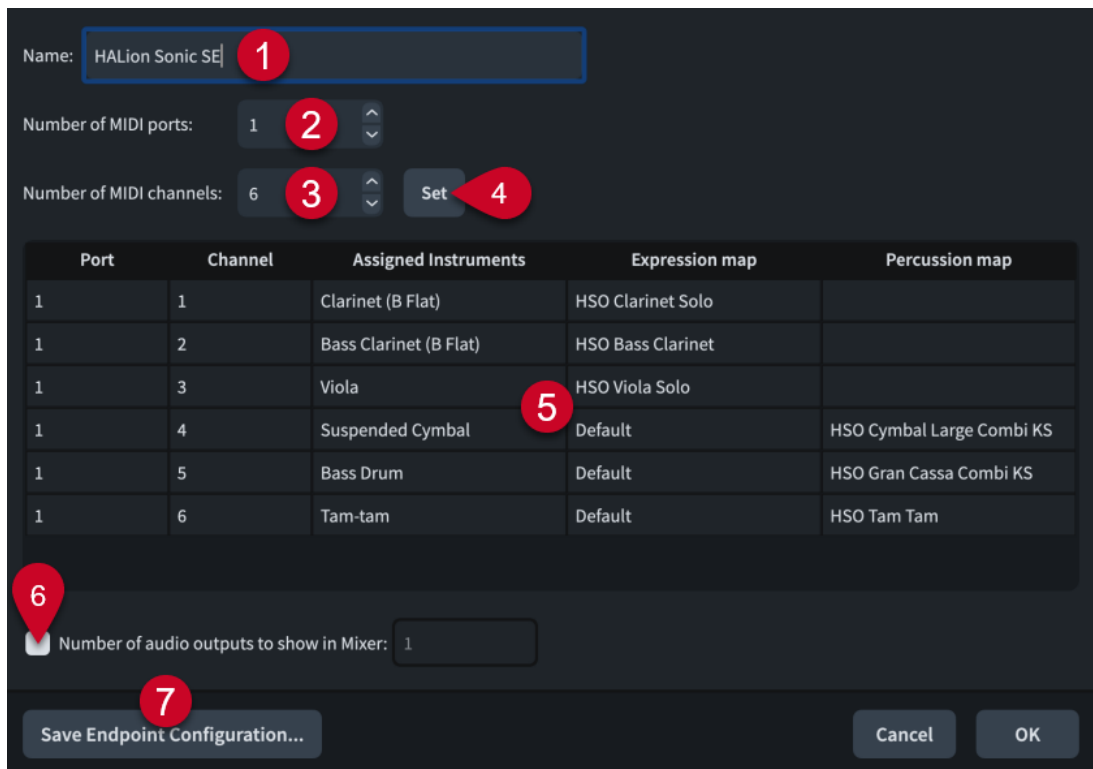 Name: HALion Sonic SE 1
Number of MIDI ports: 1 2
Number of MIDI channels: 6 3 Set 4
Port Channel Assigned Instruments Expression map Percussion map
1 1 Clarinet (B Flat) HSO Clarinet Solo
1 2 Bass Clarinet (B Flat) HSO Bass Clarinet
1 3 Viola HSO Viola Solo
5
1 4 Suspended Cymbal Default HSO Cymbal Large Combi KS
1 5 Bass Drum Default HSO Gran Cassa Combi KS
1 6 Tam-tam Default HSO Tam Tam
6
Number of audio outputs to show in Mixer: 1
7
Save Endpoint Configuration... Cancel OK